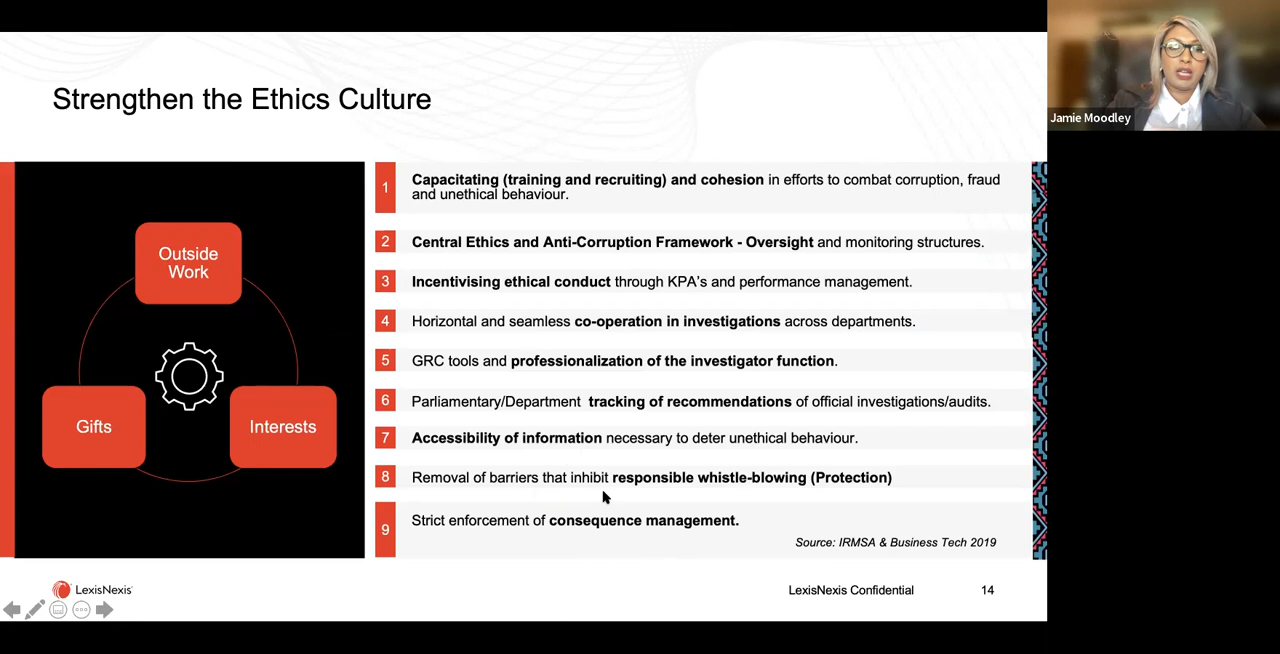 Strengthen the Ethics Culture
Jamie Moodley
Outside
Work
Gifts
Interests
1
Capacitating (training and recruiting) and cohesion in efforts to combat corruption, fraud
and unethical behaviour.
2
Central Ethics and Anti-Corruption Framework - Oversight and monitoring structures.
3
Incentivising ethical conduct through KPA's and performance management.
4
Horizontal and seamless co-operation in investigations across departments.
5
GRC tools and professionalization of the investigator function.
6
Parliamentary/Department tracking of recommendations of official investigations/audits.
7
Accessibility of information necessary to deter unethical behaviour.
8
Removal of barriers that inhibit responsible whistle-blowing (Protection)
9
Strict enforcement of consequence management.
Source: IRMSA & Business Tech 2019
LexisNexis
LexisNexis Confidential
14